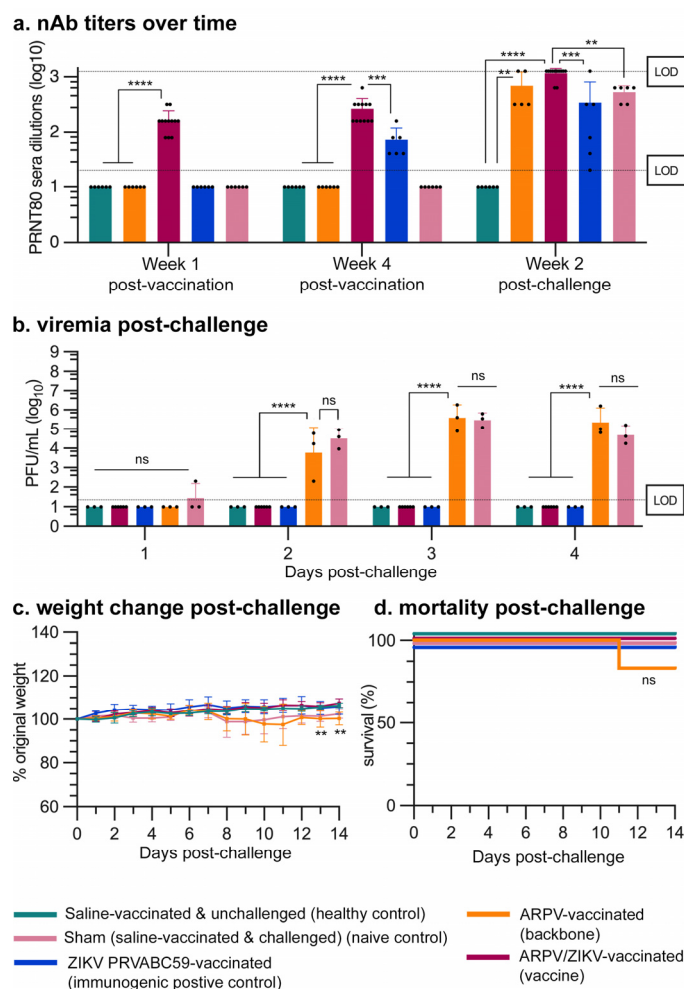 a. nAb titers over time
PRNT80 sera dilutions (log10)
3
2
1
0
****
****
***
****
**
***
**
LOD
LOD
Week 1
post-vaccination
Week 4
post-vaccination
Week 2
post-challenge
b. viremia post-challenge
PFU/mL (log10)
9
8
7
6
5
4
3
2
1
0
ns
****
ns
****
ns
****
ns
LOD
1 2 3 4
Days post-challenge
c. weight change post-challenge
% original weight
140
120
100
80
60
** **
0 2 4 6 8 10 12 14
Days post-challenge
d. mortality post-challenge
survival (%)
100
50
0
ns
0 2 4 6 8 10 12 14
Days post-challenge
Saline-vaccinated & unchallenged (healthy control)
Sham (saline-vaccinated & challenged) (naive control)
ZIKV PRVABC59-vaccinated
(immunogenic postive control)
ARPV-vaccinated
(backbone)
ARPV/ZIKV-vaccinated
(vaccine)